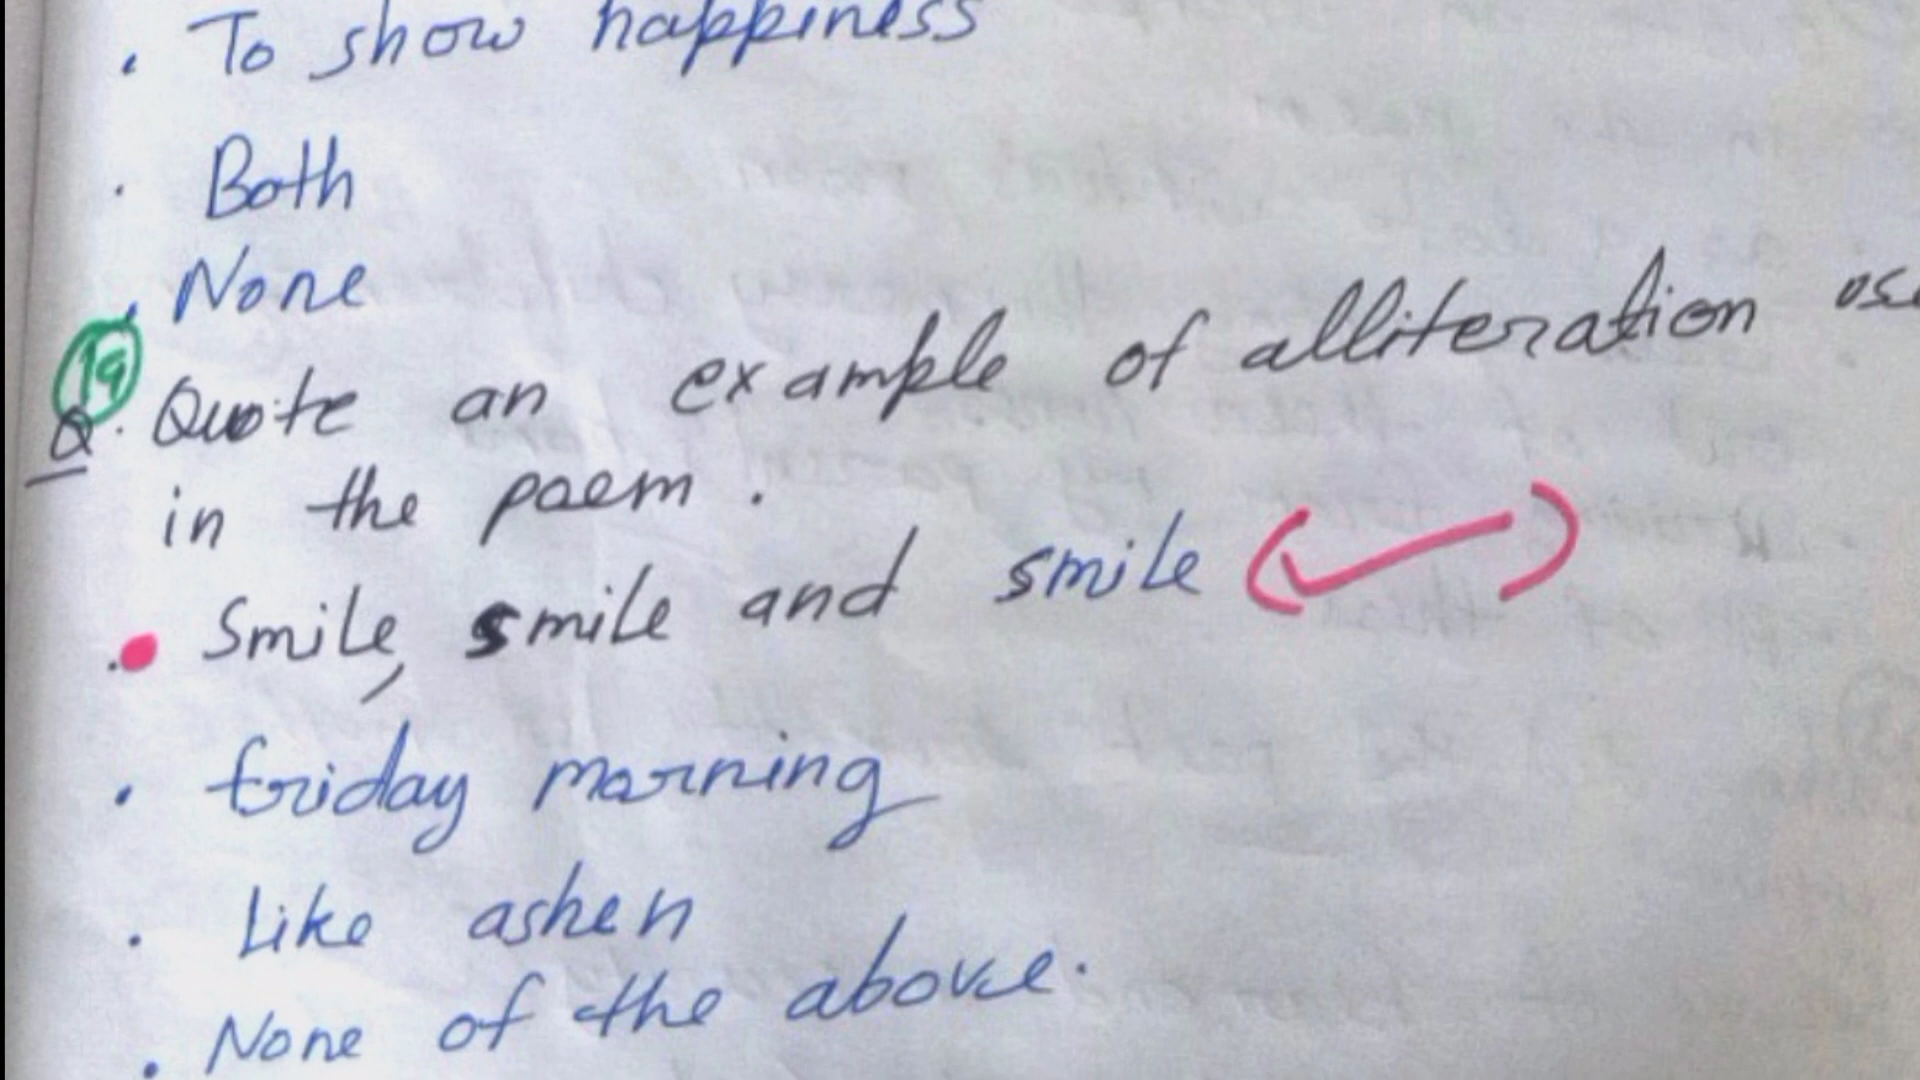 . To show happiness
. Both
. None
19
Q. Quote an example of alliteration
in the poem.
. Smile, smile and smile (✓)
. friday morning
. Like ashen
. None of the above.